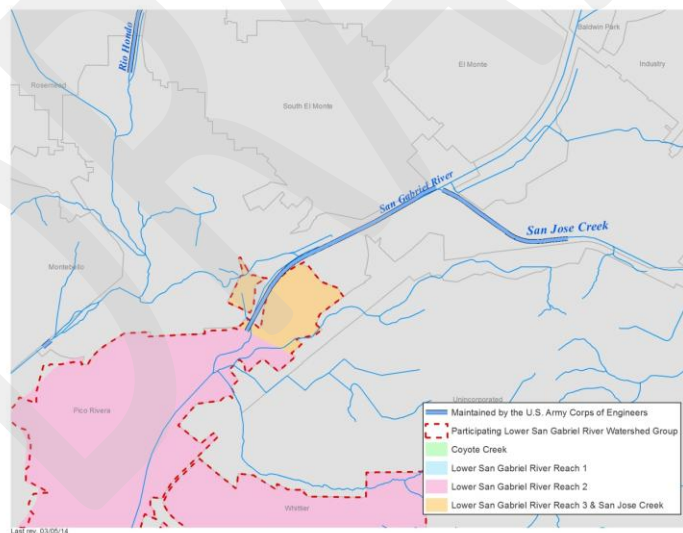 Rio Hondo
Baldwin Park
El Monte
Industry
Rosemead
South El Monte
San Gabriel River
San Jose Creek
Montebello
Pico Rivera
Unincorporated
Whittier
Maintained by the U.S. Army Corps of Engineers
Participating Lower San Gabriel River Watershed Group
Coyote Creek
Lower San Gabriel River Reach 1
Lower San Gabriel River Reach 2
Lower San Gabriel River Reach 3 & San Jose Creek
Last rev. 03/05/14